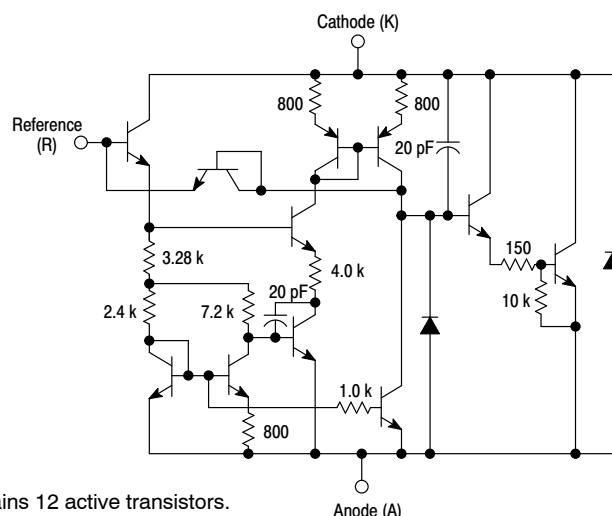 Cathode (K)
800
800
Reference
(R)
20 pF
3.28 k
4.0 k
150
2.4 k
7.2 k
20 pF
10 k
1.0 k
800
ains 12 active transistors.
Anode (A)